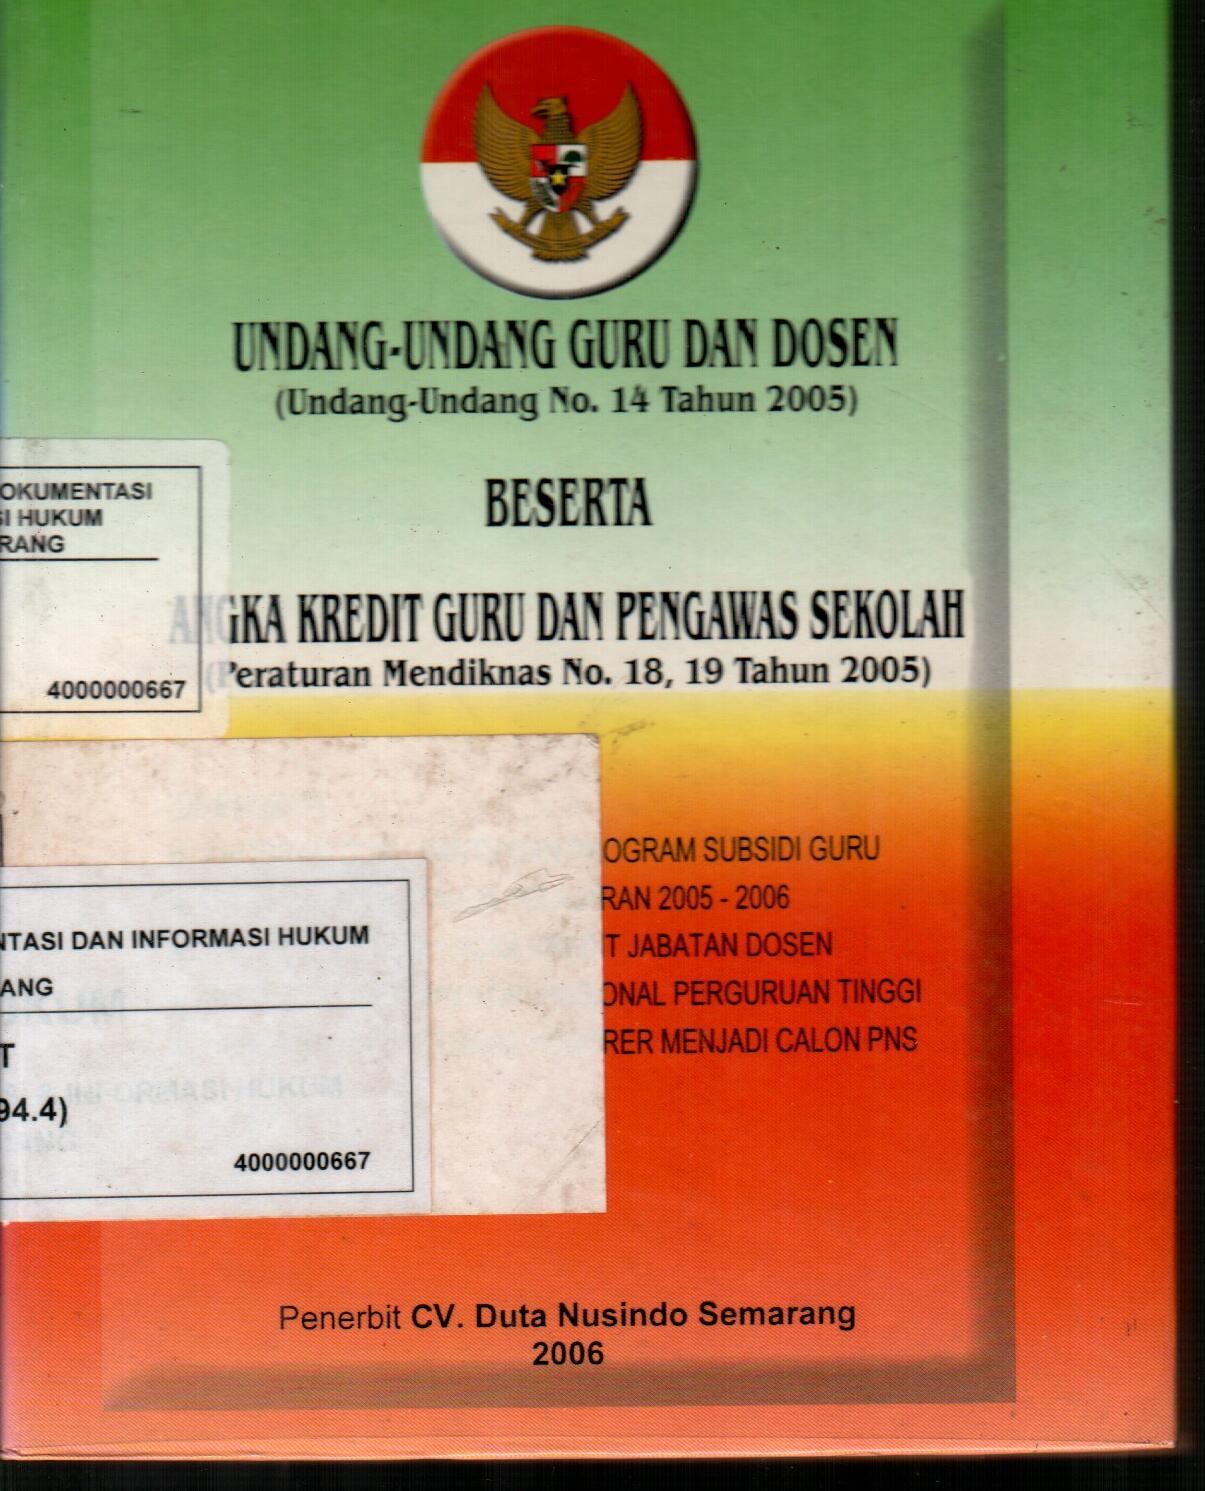 UNDANG-UNDANG GURU DAN DOSEN
(Undang-Undang No. 14 Tahun 2005)
BESERTA
ANGKA KREDIT GURU DAN PENGAWAS SEKOLAH
(Peraturan Mendiknas No. 18, 19 Tahun 2005)
OKUMENTASI
SI HUKUM
RANG
4000000667
OGRAM SUBSIDI GURU
RAN 2005 - 2006
T JABATAN DOSEN
ONAL PERGURUAN TINGGI
RER MENJADI CALON PNS
NTASI DAN INFORMASI HUKUM
ANG
T
94.4)
4000000667
Penerbit CV. Duta Nusindo Semarang
2006